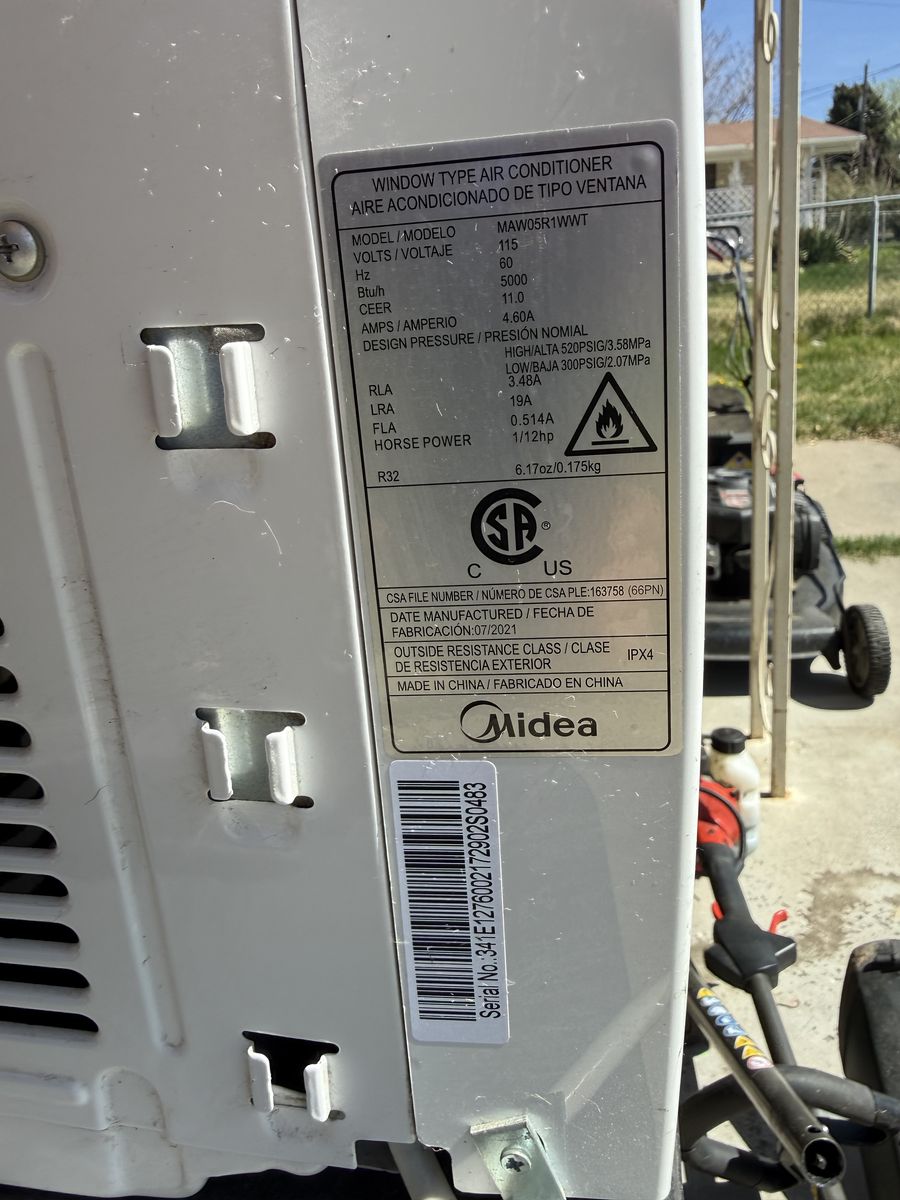 WINDOW TYPE AIR CONDITIONER
AIRE ACONDICIONADO DE TIPO VENTANA
MODEL / MODELO MAW05R1WWT
VOLTS / VOLTAJE 115
Hz 60
Btu/h 5000
CEER 11.0
AMPS / AMPERIO 4.60A
DESIGN PRESSURE / PRESIÓN NOMIAL
HIGH/ALTA 520PSIG/3.58MPa
LOW/BAJA 300PSIG/2.07MPa
RLA 3.48A
LRA 19A
FLA 0.514A
HORSE POWER 1/12hp
R32 6.17oz/0.175kg
CSA®
C US
CSA FILE NUMBER / NÚMERO DE CSA PLE:163758 (66PN)
DATE MANUFACTURED / FECHA DE
FABRICACIÓN:07/2021
OUTSIDE RESISTANCE CLASS / CLASE
DE RESISTENCIA EXTERIOR IPX4
MADE IN CHINA / FABRICADO EN CHINA
Midea
Serial No.:341E1276002172902S0483